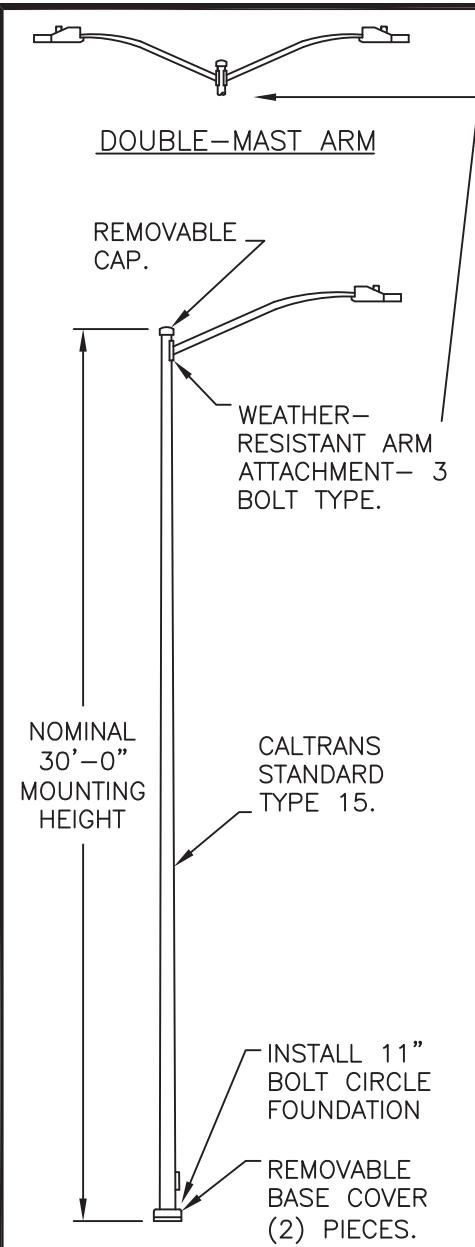 DOUBLE-MAST ARM
REMOVABLE
CAP.
WEATHER-
RESISTANT ARM
ATTACHMENT- 3
BOLT TYPE.
NOMINAL
30'-0"
MOUNTING
HEIGHT
CALTRANS
STANDARD
TYPE 15.
INSTALL 11"
BOLT CIRCLE
FOUNDATION
REMOVABLE
BASE COVER
(2) PIECES.